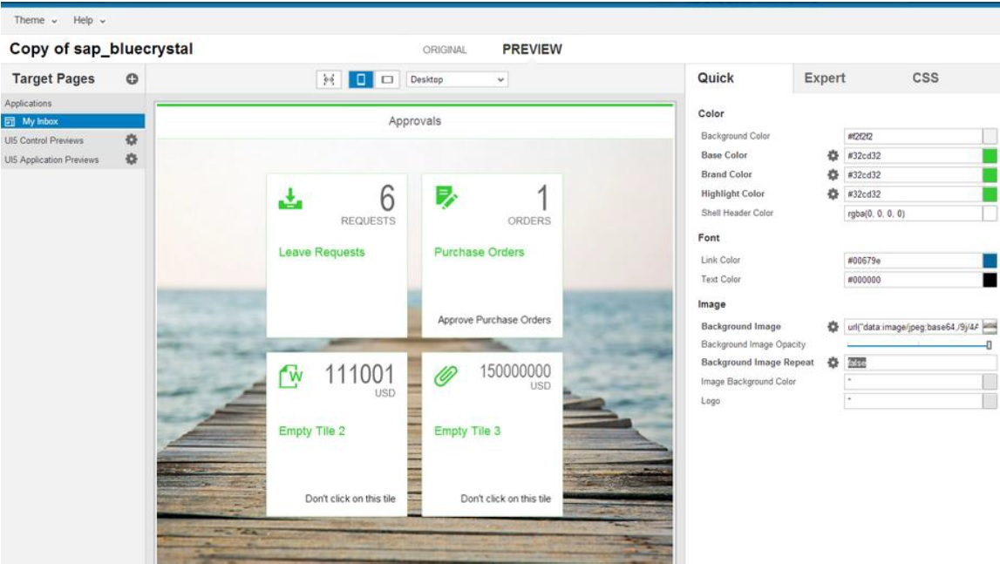 Theme Help
Copy of sap_bluecrystal
ORIGINAL PREVIEW
Target Pages
Desktop
Quick Expert CSS
Applications
My Inbox
UI5 Control Previews
UI5 Application Previews
Approvals
6
REQUESTS
Leave Requests
1
ORDERS
Purchase Orders
Approve Purchase Orders
W
111001
USD
Empty Tile 2
Don't click on this tile
150000000
USD
Empty Tile 3
Don't click on this tile
Color
Background Color #f2f2f2
Base Color #32cd32
Brand Color #32cd32
Highlight Color #32cd32
Shell Header Color rgba(0, 0, 0, 0)
Font
Link Color #00679e
Text Color #000000
Image
Background Image url("data:image/jpeg;base64,/9j/4A
Background Image Opacity
Background Image Repeat false
Image Background Color
Logo